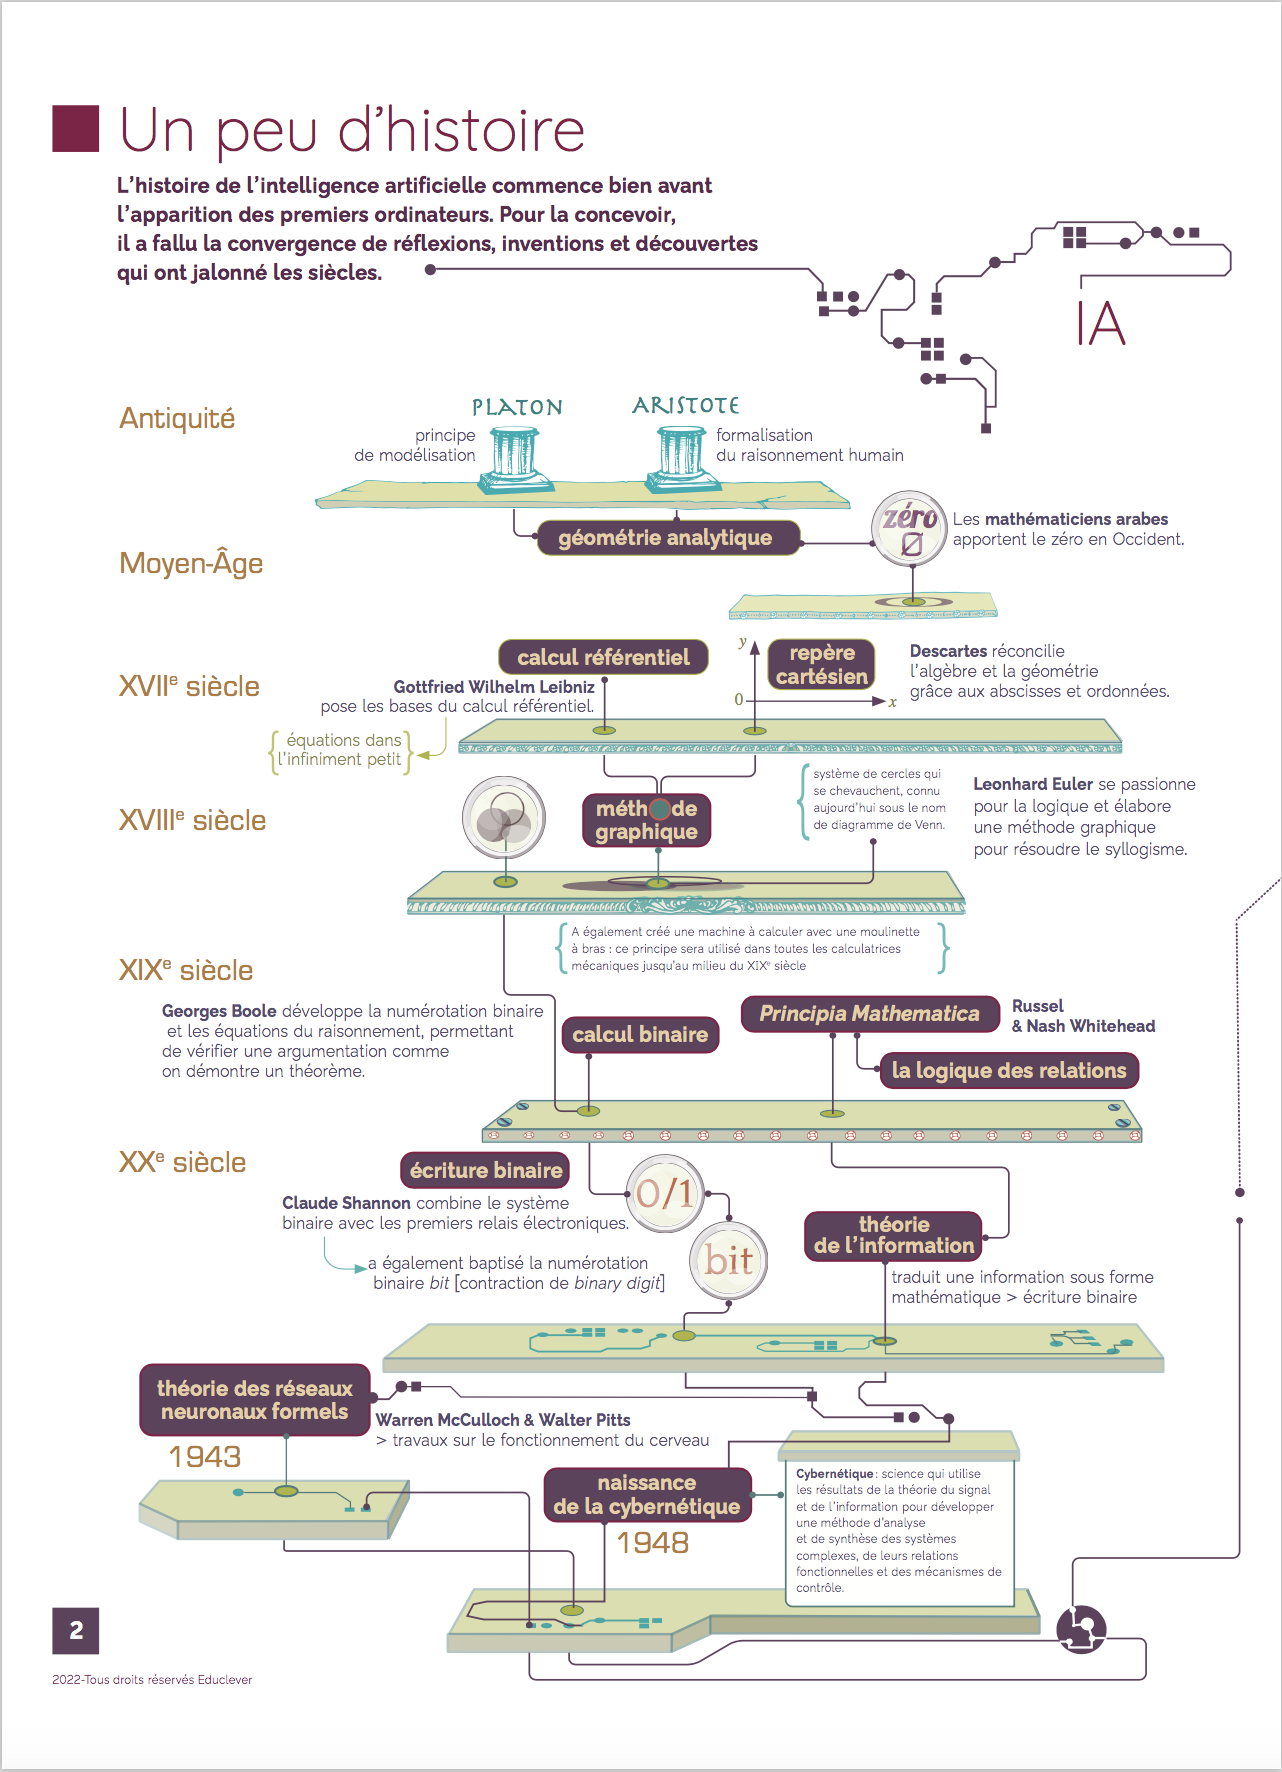 Un peu d'histoire
L'histoire de l'intelligence artificielle commence bien avant
l'apparition des premiers ordinateurs. Pour la concevoir,
il a fallu la convergence de réflexions, inventions et découvertes
qui ont jalonné les siècles.
IA
Antiquité
PLATON
principe
de modélisation
ARISTOTE
formalisation
du raisonnement humain
géométrie analytique
zéro
0
Les mathématiciens arabes
apportent le zéro en Occident.
Moyen-Âge
XVIIe siècle
calcul référentiel
Gottfried Wilhelm Leibniz
pose les bases du calcul référentiel.
équations dans
l'infiniment petit
y
0
x
repère
cartésien
Descartes réconcilie
l'algèbre et la géométrie
grâce aux abscisses et ordonnées.
XVIIIe siècle
méthode
graphique
système de cercles qui
se chevauchent, connu
aujourd'hui sous le nom
de diagramme de Venn.
Leonhard Euler se passionne
pour la logique et élabore
une méthode graphique
pour résoudre le syllogisme.
A également créé une machine à calculer avec une moulinette
à bras : ce principe sera utilisé dans toutes les calculatrices
mécaniques jusqu'au milieu du XIXe siècle
XIXe siècle
Georges Boole développe la numérotation binaire
et les équations du raisonnement, permettant
de vérifier une argumentation comme
on démontre un théorème.
calcul binaire
Principia Mathematica
Russel
& Nash Whitehead
la logique des relations
XXe siècle
écriture binaire
Claude Shannon combine le système
binaire avec les premiers relais électroniques.
a également baptisé la numérotation
binaire bit [contraction de binary digit]
0/1
bit
théorie
de l'information
traduit une information sous forme
mathématique > écriture binaire
théorie des réseaux
neuronaux formels
1943
Warren McCulloch & Walter Pitts
> travaux sur le fonctionnement du cerveau
naissance
de la cybernétique
1948
Cybernétique : science qui utilise
les résultats de la théorie du signal
et de l'information pour développer
une méthode d'analyse
et de synthèse des systèmes
complexes, de leurs relations
fonctionnelles et des mécanismes de
contrôle.
2
2022-Tous droits réservés Educlever